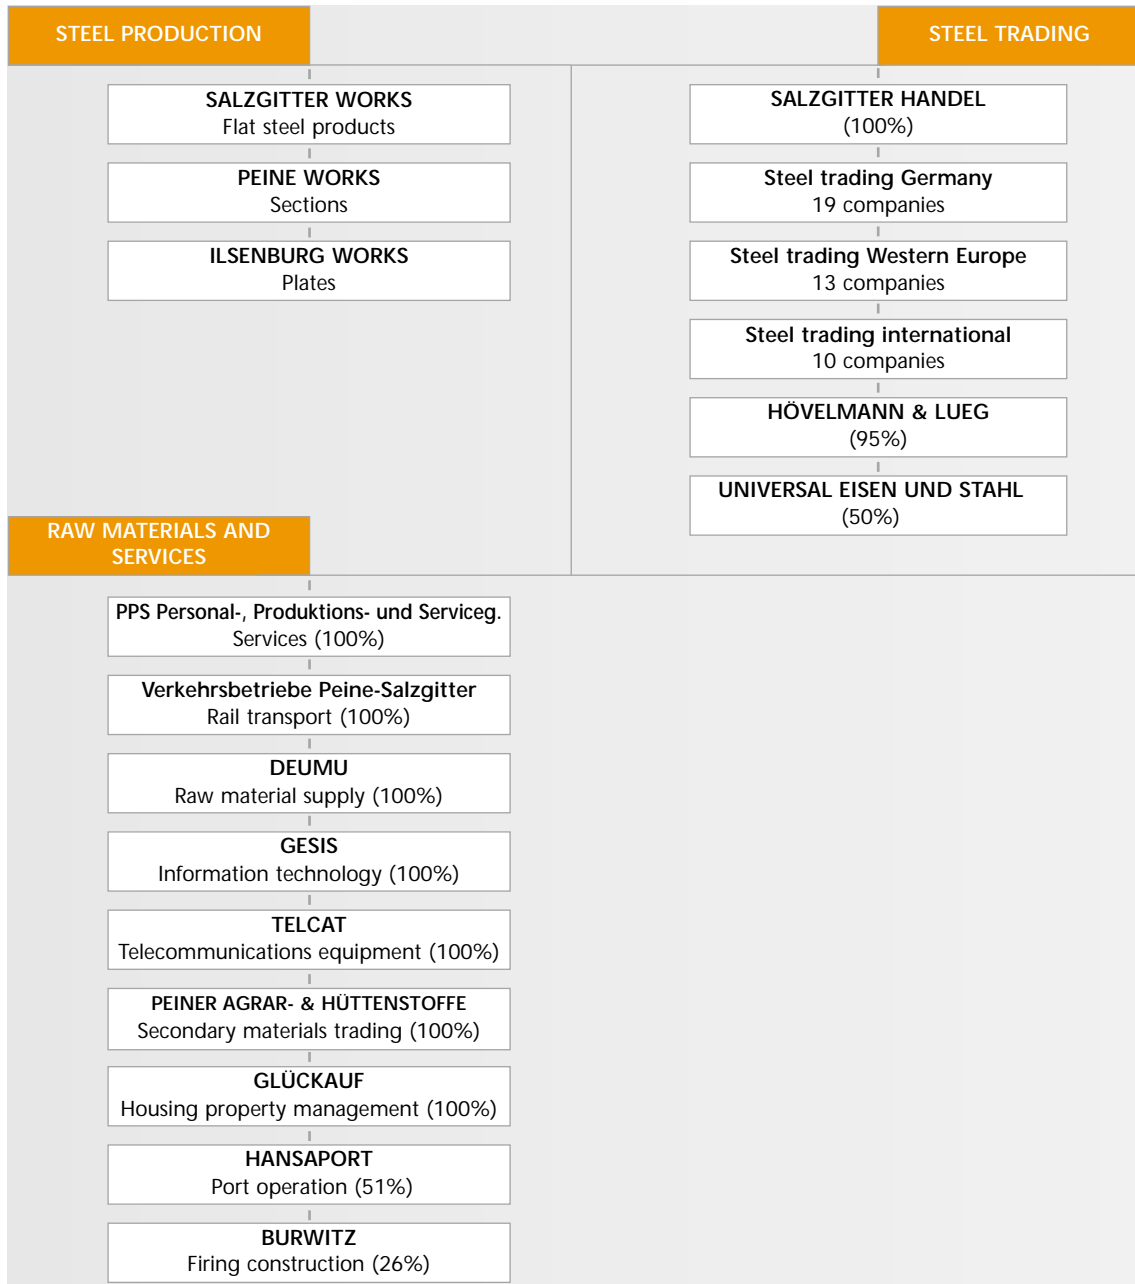 STEEL PRODUCTION
SALZGITTER WORKS
Flat steel products
PEINE WORKS
Sections
ILSENBURG WORKS
Plates
STEEL TRADING
SALZGITTER HANDEL
(100%)
Steel trading Germany
19 companies
Steel trading Western Europe
13 companies
Steel trading international
10 companies
HÖVELMANN & LUEG
(95%)
UNIVERSAL EISEN UND STAHL
(50%)
RAW MATERIALS AND
SERVICES
PPS Personal-, Produktions- und Serviceg.
Services (100%)
Verkehrsbetriebe Peine-Salzgitter
Rail transport (100%)
DEUMU
Raw material supply (100%)
GESIS
Information technology (100%)
TELCAT
Telecommunications equipment (100%)
PEINER AGRAR- & HÜTTENSTOFFE
Secondary materials trading (100%)
GLÜCKAUF
Housing property management (100%)
HANSAPORT
Port operation (51%)
BURWITZ
Firing construction (26%)